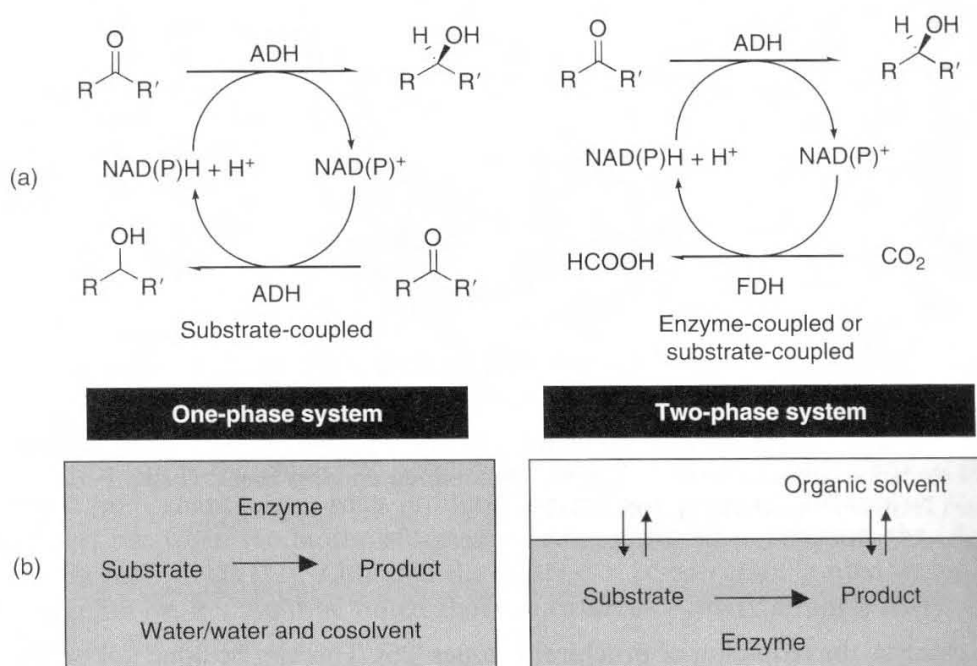 O
ADH
H OH
R R'
R R'
NAD(P)H + H⁺
NAD(P)⁺
(a)
OH
O
R R'
ADH
R R'
Substrate-coupled
O
ADH
H OH
R R'
R R'
NAD(P)H + H⁺
NAD(P)⁺
HCOOH
CO₂
FDH
Enzyme-coupled or
substrate-coupled
One-phase system
Two-phase system
(b)
Enzyme
Substrate
Product
Water/water and cosolvent
Organic solvent
Substrate
Product
Enzyme